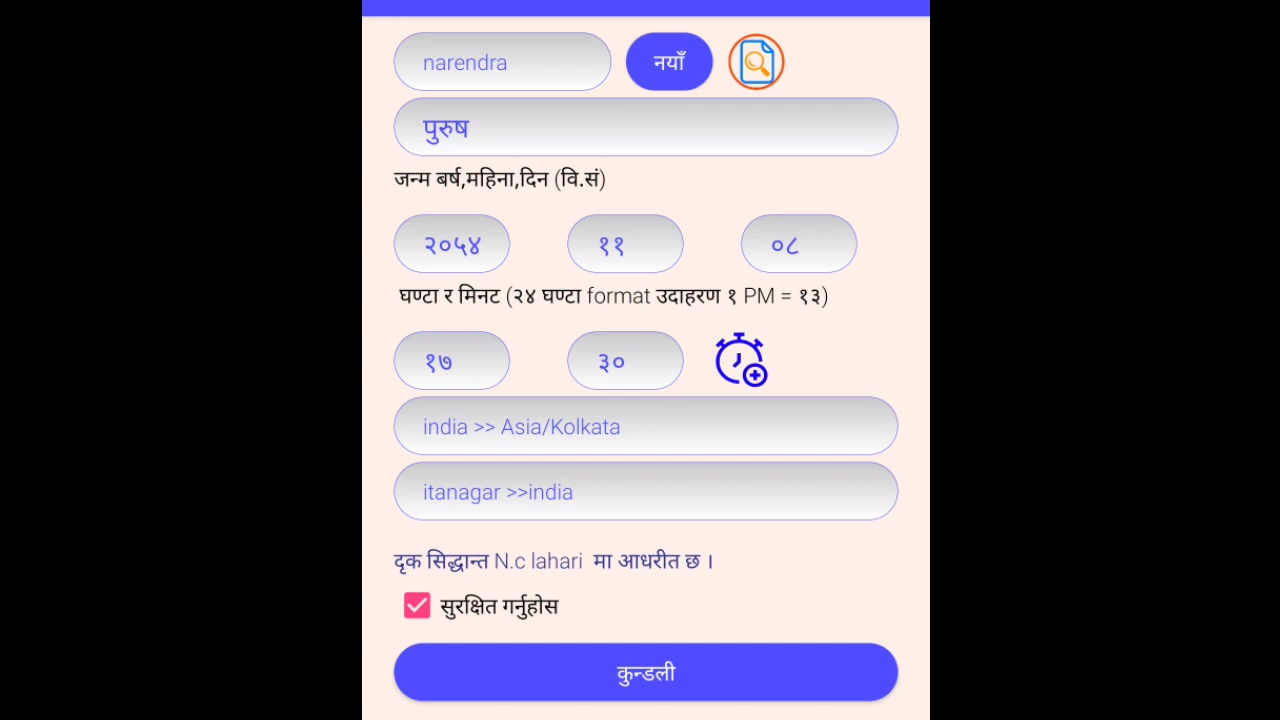 narendra नयाँ
पुरुष
जन्म बर्ष,महिना,दिन (वि.सं)
२०५४ ११ ०८
घण्टा र मिनट (२४ घण्टा format उदाहरण १ PM = १३)
१७ ३०
india >> Asia/Kolkata
itanagar >>india
दृक सिद्धान्त N.c lahari मा आधरीत छ ।
सुरक्षित गर्नुहोस
कुन्डली